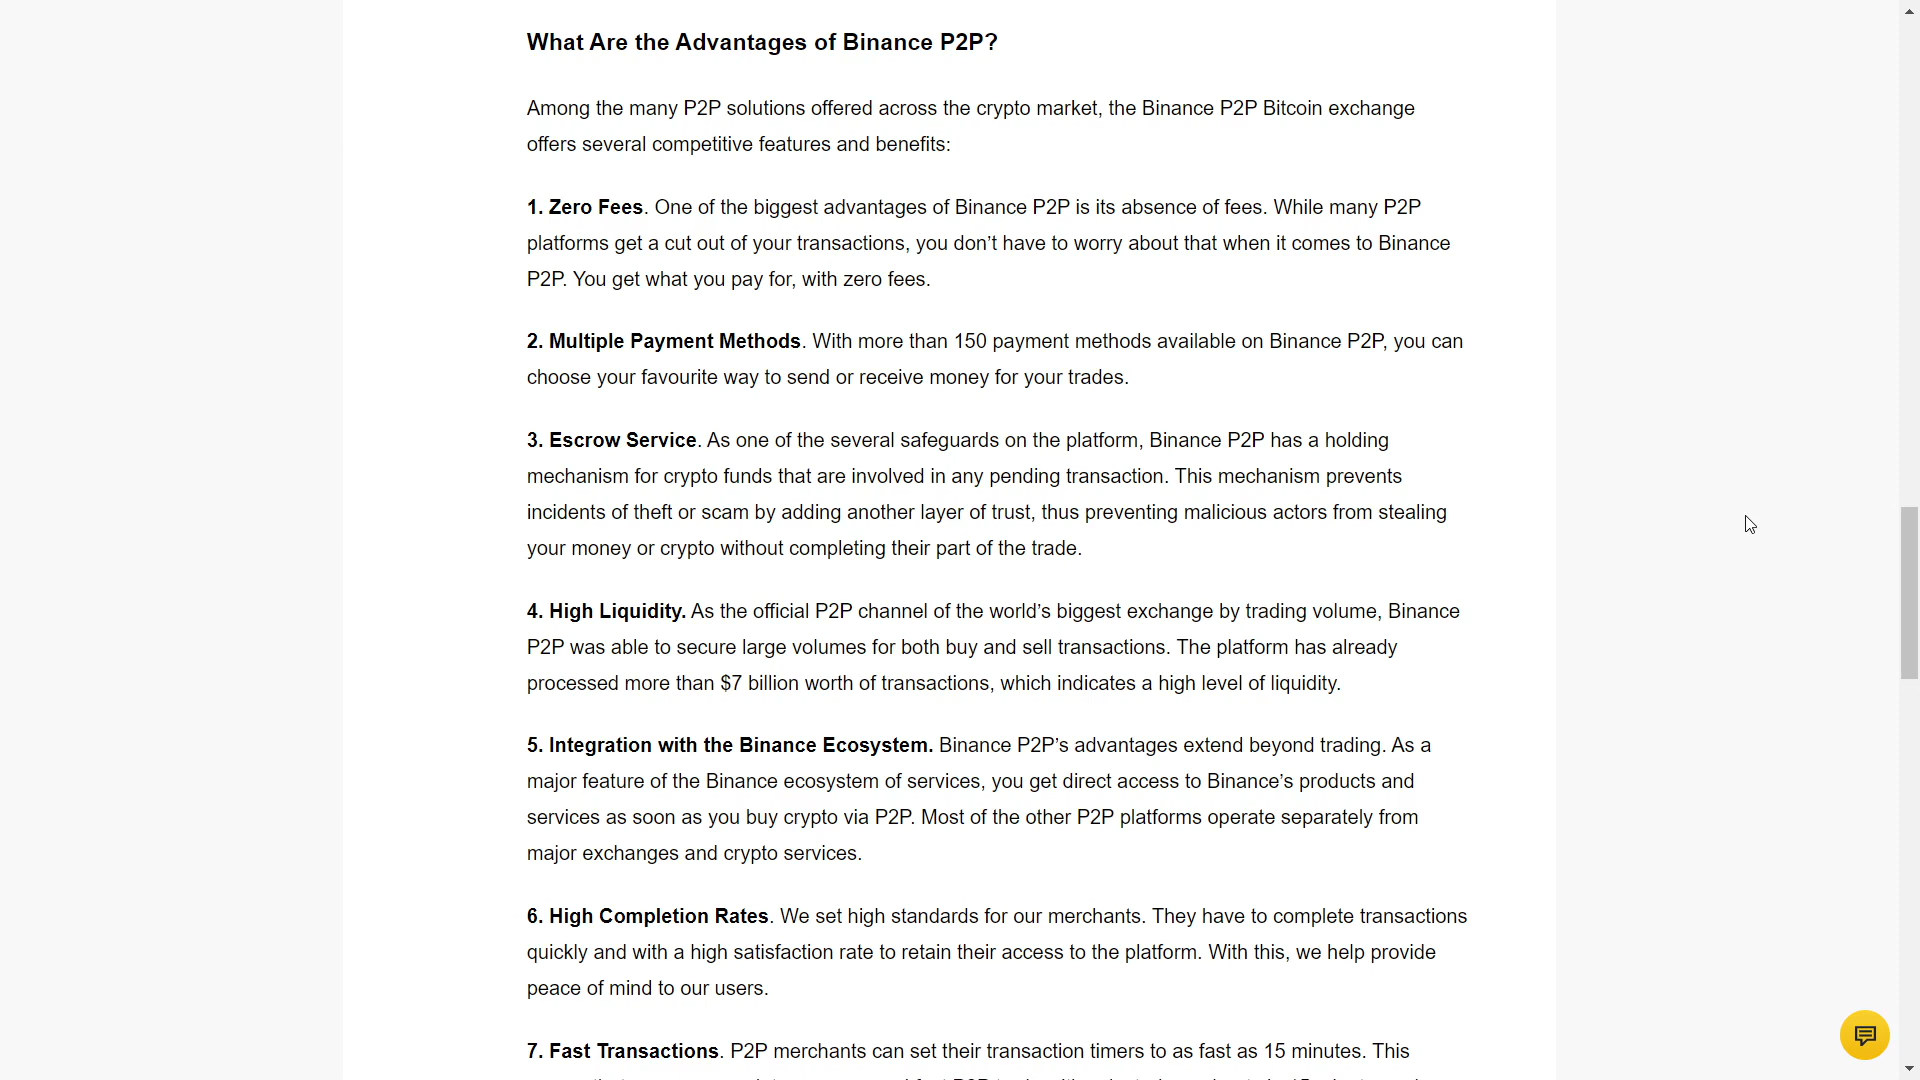 What Are the Advantages of Binance P2P?
Among the many P2P solutions offered across the crypto market, the Binance P2P Bitcoin exchange
offers several competitive features and benefits:
1. Zero Fees. One of the biggest advantages of Binance P2P is its absence of fees. While many P2P
platforms get a cut out of your transactions, you don’t have to worry about that when it comes to Binance
P2P. You get what you pay for, with zero fees.
2. Multiple Payment Methods. With more than 150 payment methods available on Binance P2P, you can
choose your favourite way to send or receive money for your trades.
3. Escrow Service. As one of the several safeguards on the platform, Binance P2P has a holding
mechanism for crypto funds that are involved in any pending transaction. This mechanism prevents
incidents of theft or scam by adding another layer of trust, thus preventing malicious actors from stealing
your money or crypto without completing their part of the trade.
4. High Liquidity. As the official P2P channel of the world’s biggest exchange by trading volume, Binance
P2P was able to secure large volumes for both buy and sell transactions. The platform has already
processed more than $7 billion worth of transactions, which indicates a high level of liquidity.
5. Integration with the Binance Ecosystem. Binance P2P’s advantages extend beyond trading. As a
major feature of the Binance ecosystem of services, you get direct access to Binance’s products and
services as soon as you buy crypto via P2P. Most of the other P2P platforms operate separately from
major exchanges and crypto services.
6. High Completion Rates. We set high standards for our merchants. They have to complete transactions
quickly and with a high satisfaction rate to retain their access to the platform. With this, we help provide
peace of mind to our users.
7. Fast Transactions. P2P merchants can set their transaction timers to as fast as 15 minutes. This